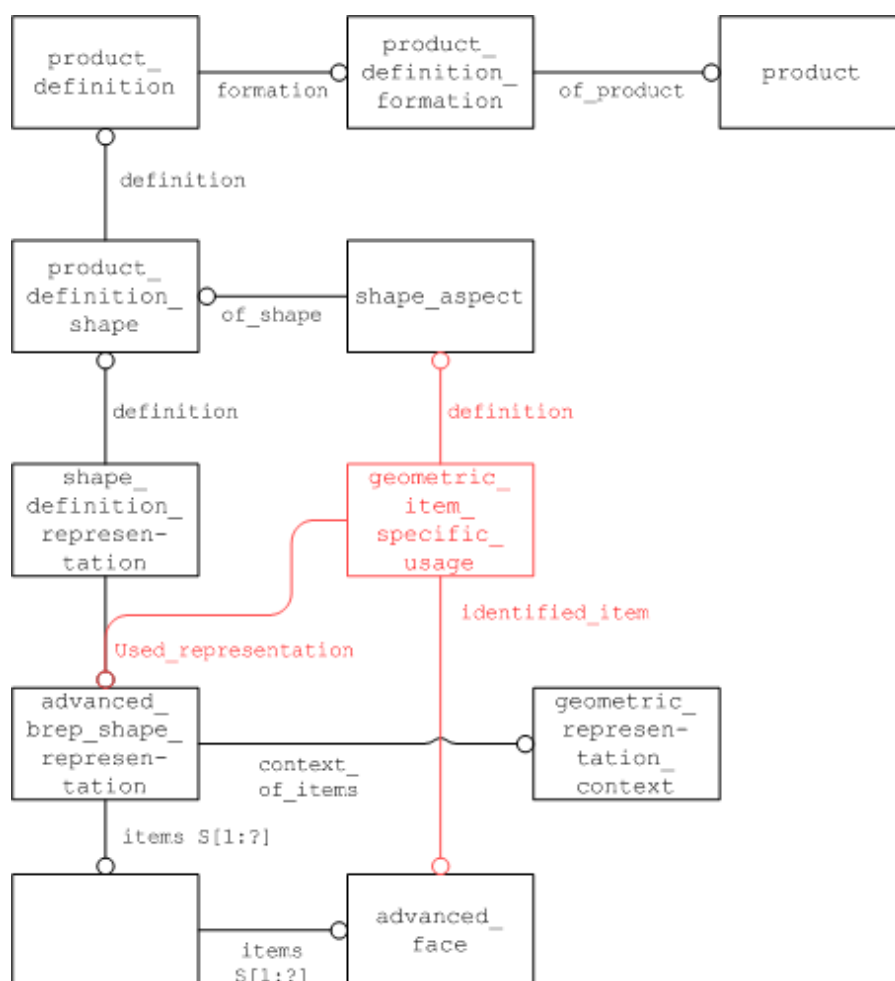 product_
definition
formation
product_
definition_
formation
of_product
product
definition
product_
definition_
shape
of_shape
shape_aspect
definition
definition
shape_
definition_
represen-
tation
geometric_
item_
specific_
usage
identified_item
Used_representation
advanced_
brep_shape_
represen-
tation
context_
of_items
geometric_
represen-
tation_
context
items S[1:?]
items
S[1:?]
advanced_
face